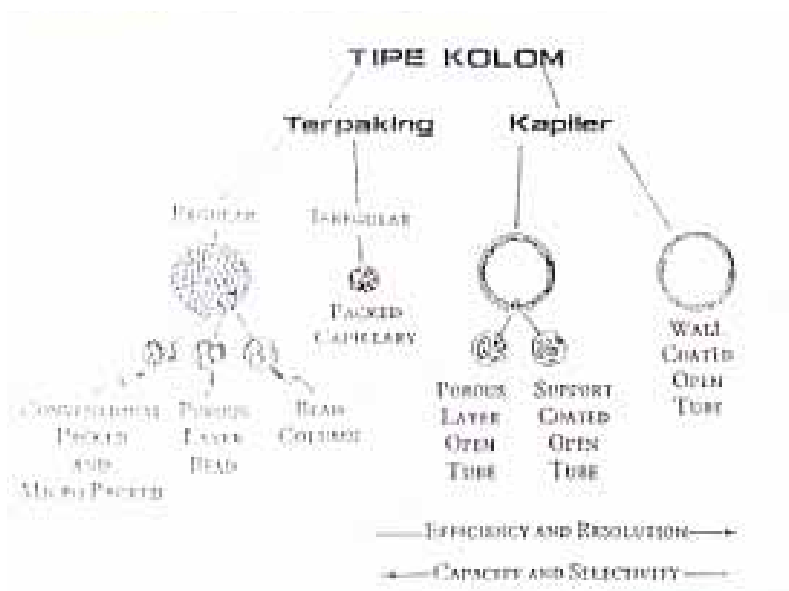 TIPE KOLOM
Terpaking
Kapiler
REGULAR
IRREGULAR
PACKED
CAPILLARY
CONVENTIONAL
PACKED
AND
MICRO PACKED
POROUS
LAYER
BEAD
BEAD
COLUMN
POROUS
LAYER
OPEN
TUBE
SUPPORT
COATED
OPEN
TUBE
WALL
COATED
OPEN
TUBE
EFFICIENCY AND RESOLUTION
CAPACITY AND SELECTIVITY